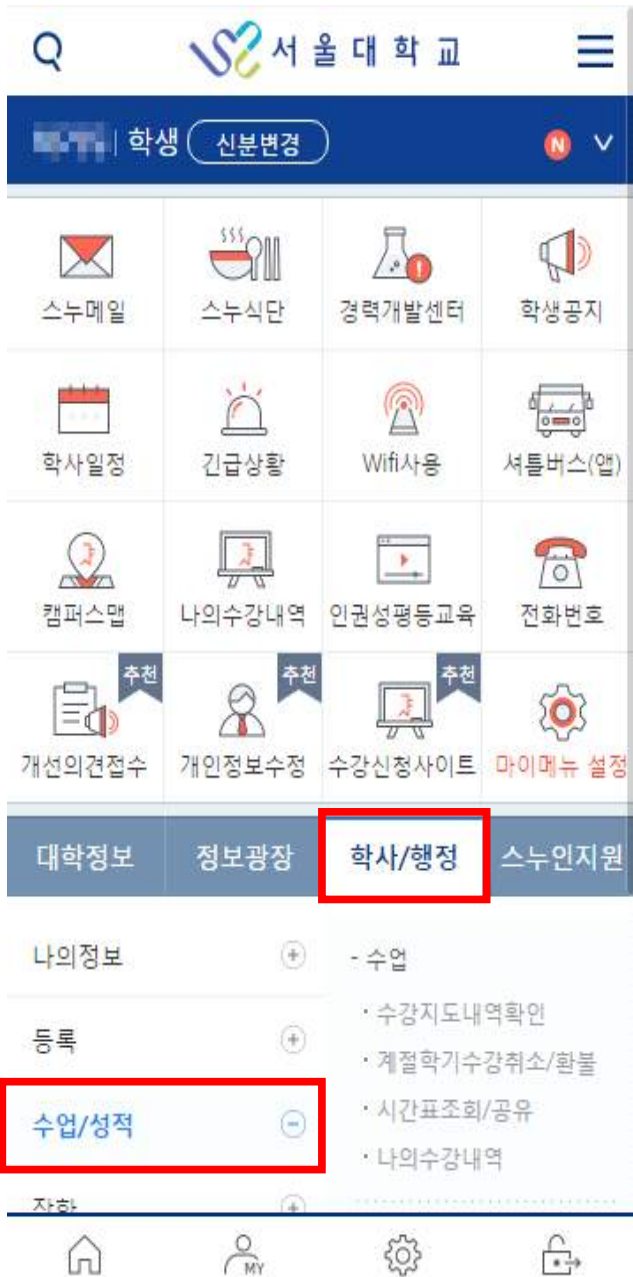 서울대학교
학생 신분변경 N
스누메일 스누식단 경력개발센터 학생공지
학사일정 긴급상황 Wifi사용 셔틀버스(앱)
캠퍼스맵 나의수강내역 인권성평등교육 전화번호
추천 추천 추천
개선의견접수 개인정보수정 수강신청사이트 마이메뉴 설정
대학정보 정보광장 학사/행정 스누인지원
나의정보
등록
수업/성적
- 수업
· 수강지도내역확인
· 계절학기수강취소/환불
· 시간표조회/공유
· 나의수강내역
MY